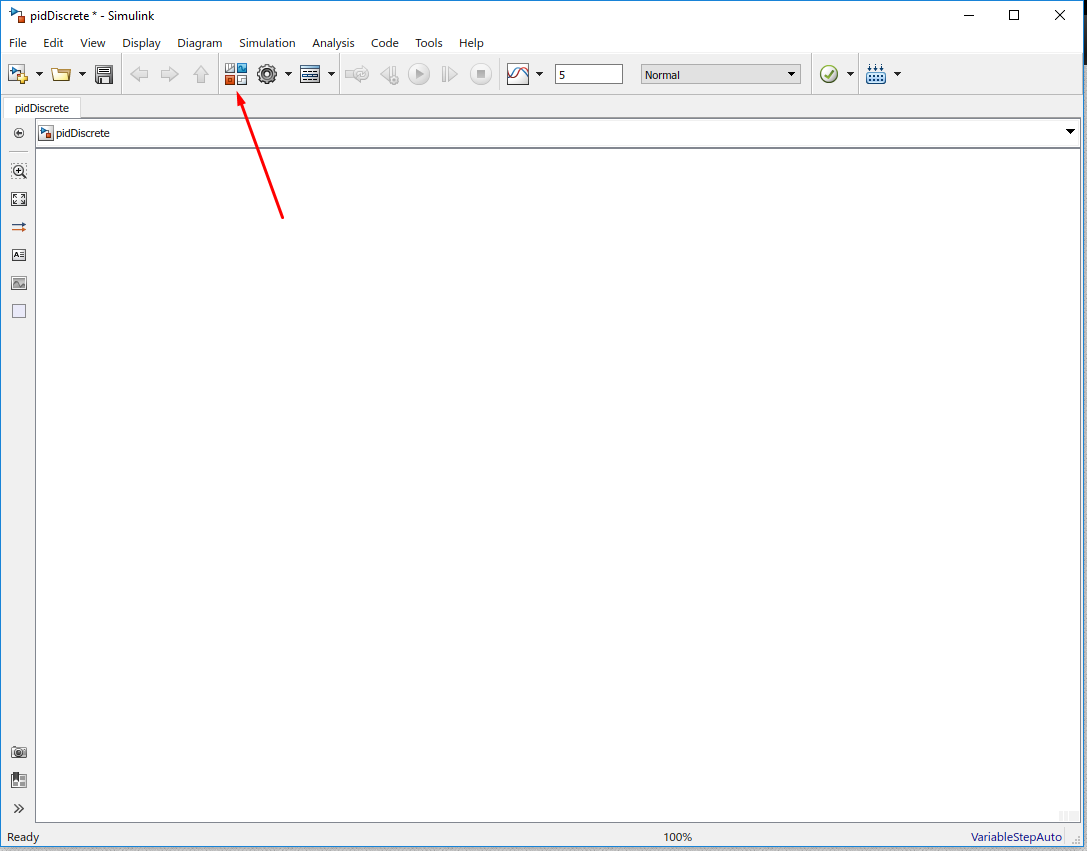 pidDiscrete * - Simulink
File Edit View Display Diagram Simulation Analysis Code Tools Help
5 Normal
pidDiscrete
pidDiscrete
Ready 100% VariableStepAuto